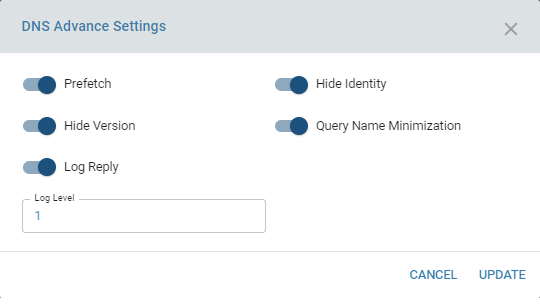 DNS Advance Settings
Prefetch
Hide Identity
Hide Version
Query Name Minimization
Log Reply
Log Level
1
CANCEL
UPDATE